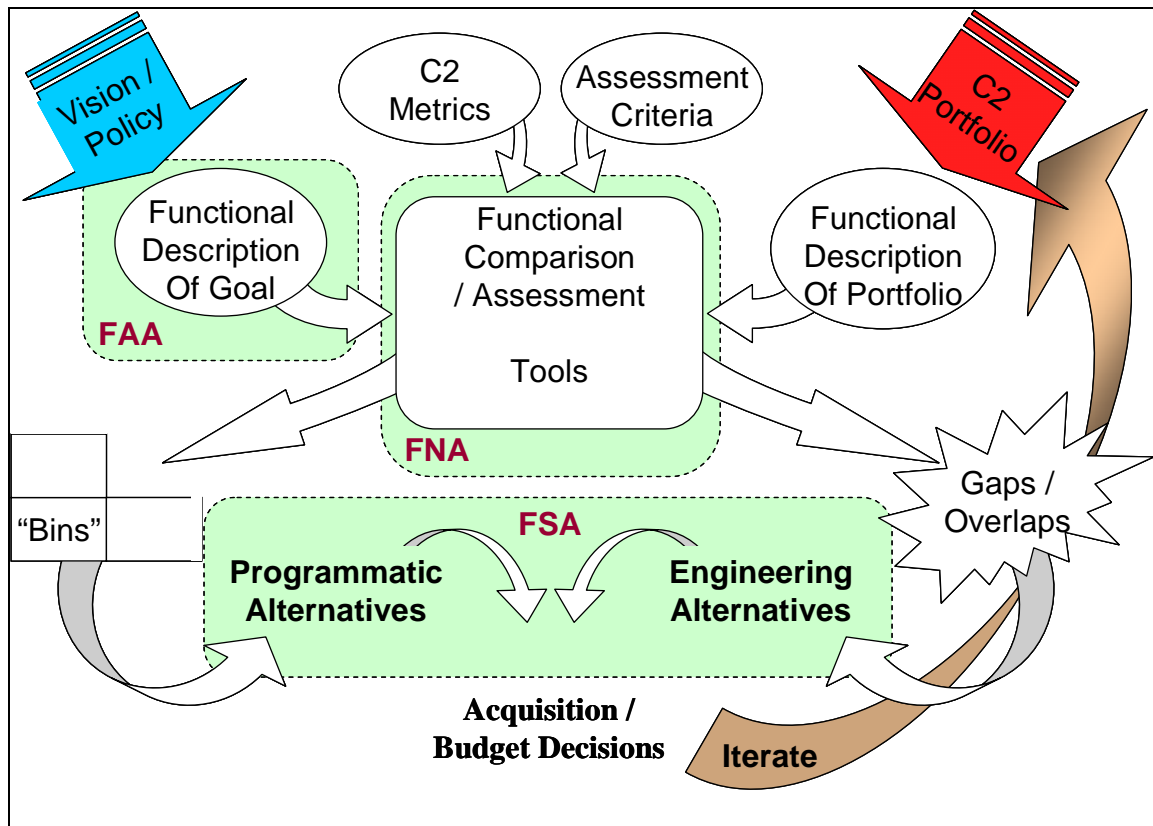 Vision /
Policy
C2
Metrics
Assessment
Criteria
C2
Portfolio
Functional
Description
Of Goal
FAA
Functional
Comparison
/ Assessment
Tools
FNA
Functional
Description
Of Portfolio
“Bins”
Gaps /
Overlaps
FSA
Programmatic
Alternatives
Engineering
Alternatives
Acquisition /
Budget Decisions
Iterate